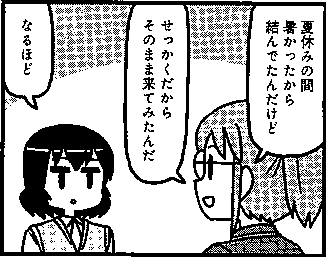 夏休みの間
暑かったから
結んでたんだけど
せっかくだから
そのまま来てみたんだ
なるほど